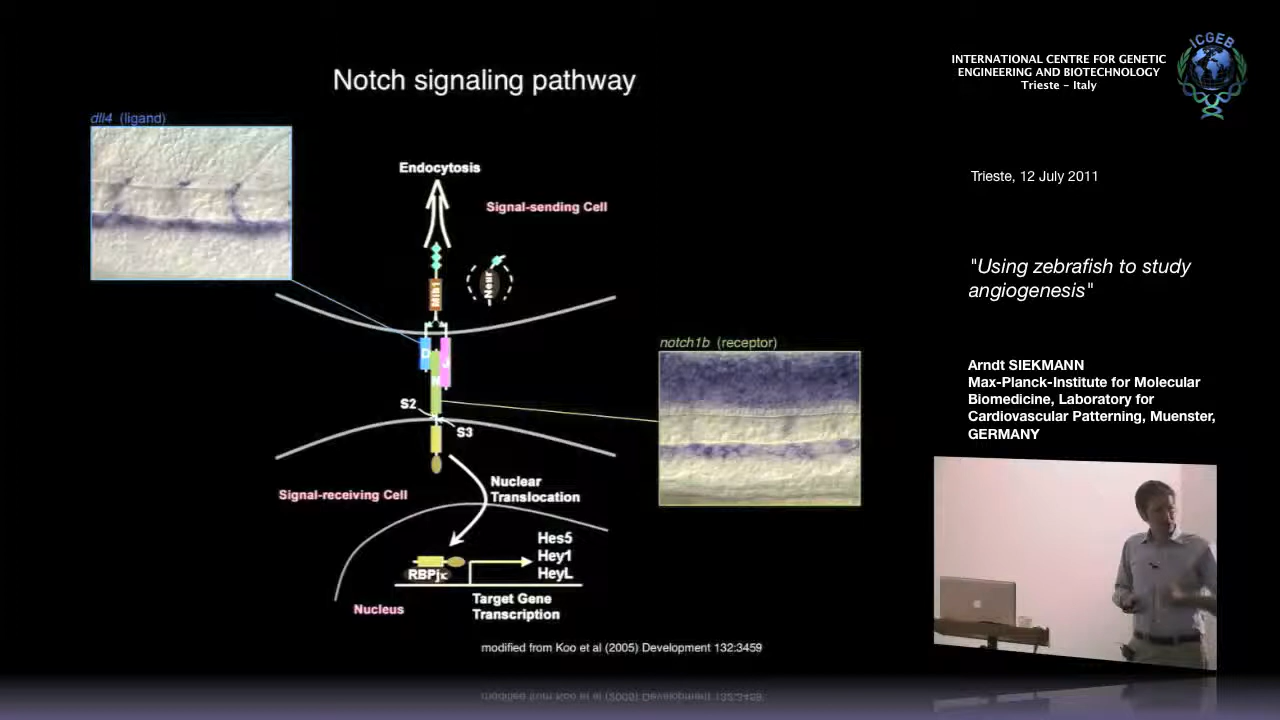 Notch signaling pathway
dll4 (ligand)
Endocytosis
Signal-sending Cell
Neur
Mib1
D
J
N
notch1b (receptor)
S2
S3
Signal-receiving Cell
Nuclear
Translocation
Hes5
Hey1
HeyL
RBPjκ
Nucleus
Target Gene
Transcription
modified from Koo et al (2005) Development 132:3459
INTERNATIONAL CENTRE FOR GENETIC
ENGINEERING AND BIOTECHNOLOGY
Trieste - Italy
ICGEB
Trieste, 12 July 2011
"Using zebrafish to study
angiogenesis"
Arndt SIEKMANN
Max-Planck-Institute for Molecular
Biomedicine, Laboratory for
Cardiovascular Patterning, Muenster,
GERMANY